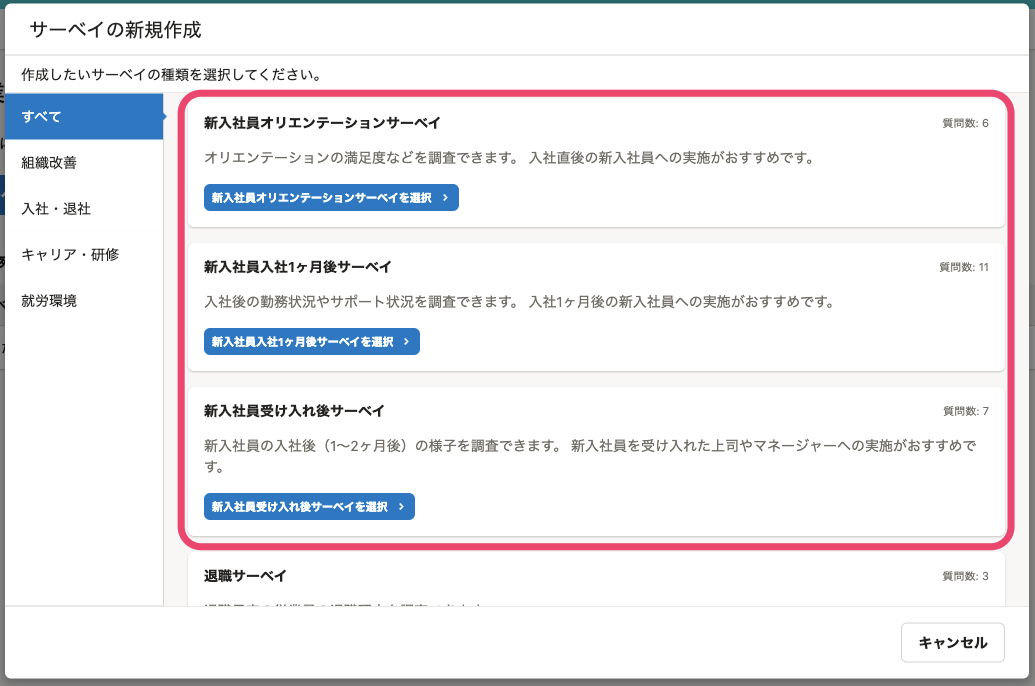 サーベイの新規作成
作成したいサーベイの種類を選択してください。
すべて
組織改善
入社・退社
キャリア・研修
就労環境
新入社員オリエンテーションサーベイ
質問数: 6
オリエンテーションの満足度などを調査できます。 入社直後の新入社員への実施がおすすめです。
新入社員オリエンテーションサーベイを選択
新入社員入社1ヶ月後サーベイ
質問数: 11
入社後の勤務状況やサポート状況を調査できます。 入社1ヶ月後の新入社員への実施がおすすめです。
新入社員入社1ヶ月後サーベイを選択
新入社員受け入れ後サーベイ
質問数: 7
新入社員の入社後（1〜2ヶ月後）の様子を調査できます。 新入社員を受け入れた上司やマネージャーへの実施がおすすめで
す。
新入社員受け入れ後サーベイを選択
退職サーベイ
質問数: 3
キャンセル